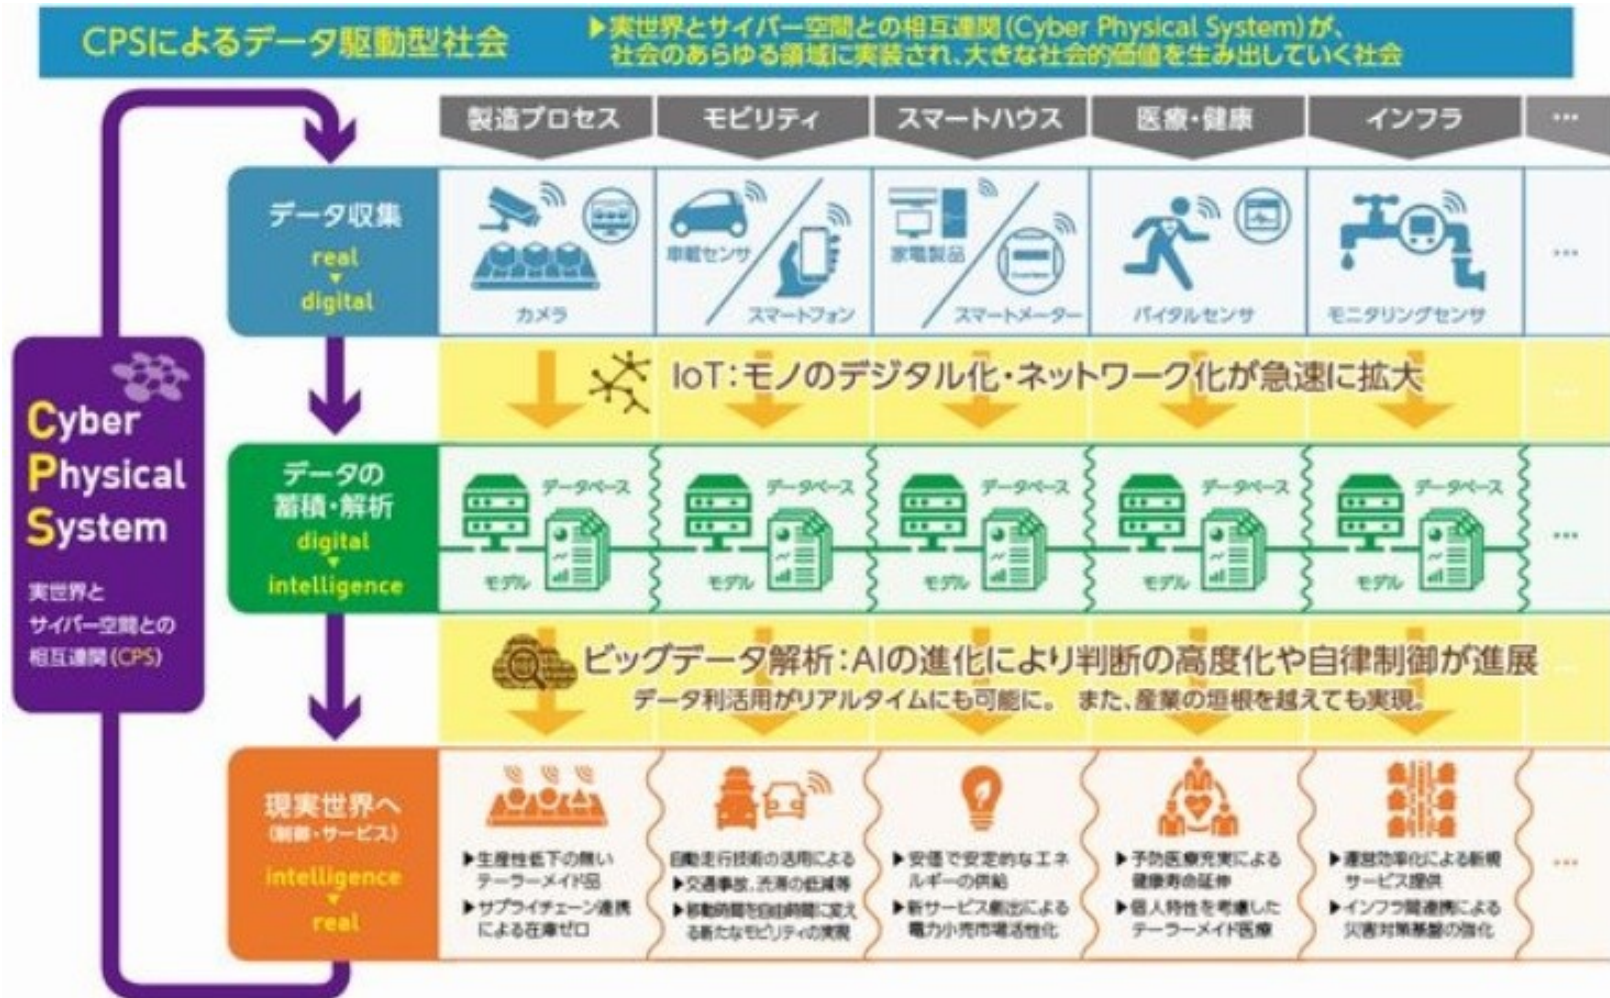 CPSによるデータ駆動型社会
▶実世界とサイバー空間との相互連関(Cyber Physical System)が、
社会のあらゆる領域に実装され、大きな社会的価値を生み出していく社会
製造プロセス
モビリティ
スマートハウス
医療・健康
インフラ
…
データ収集
real
▼
digital
カメラ
車載センサ
スマートフォン
家電製品
スマートメーター
バイタルセンサ
モニタリングセンサ
…
IoT:モノのデジタル化・ネットワーク化が急速に拡大
…
Cyber
Physical
System
実世界と
サイバー空間との
相互連関(CPS)
データの
蓄積・解析
digital
▼
intelligence
データベース
モデル
データベース
モデル
データベース
モデル
データベース
モデル
データベース
モデル
…
ビッグデータ解析:AIの進化により判断の高度化や自律制御が進展
データ利活用がリアルタイムにも可能に。 また、産業の垣根を越えても実現。
…
現実世界へ
(制御・サービス)
intelligence
▼
real
▶生産性低下の無い
テーラーメイド品
▶サプライチェーン連携
による在庫ゼロ
自動走行技術の活用による
▶交通事故、渋滞の低減等
▶移動時間を自由時間に変え
る新たなモビリティの実現
▶安価で安定的なエネ
ルギーの供給
▶新サービス創出による
電力小売市場活性化
▶予防医療充実による
健康寿命延伸
▶個人特性を考慮した
テーラーメイド医療
▶運営効率化による新規
サービス提供
▶インフラ間連携による
災害対策基盤の強化
…